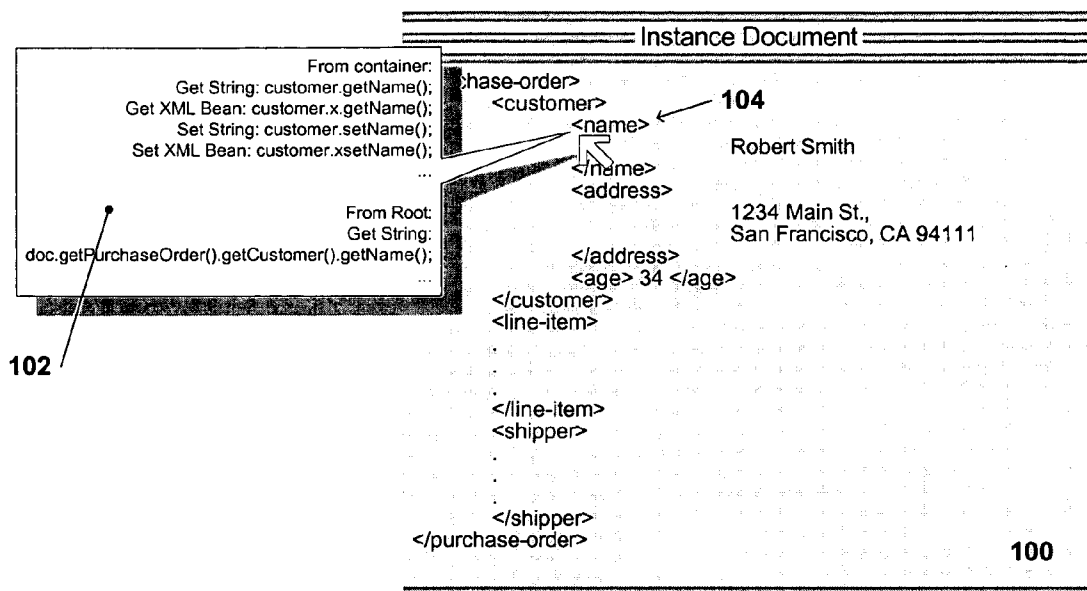 Instance Document
From container:
Get String: customer.getName();
Get XML Bean: customer.x.getName();
Set String: customer.setName();
Set XML Bean: customer.xsetName();
...
From Root:
Get String:
doc.getPurchaseOrder().getCustomer().getName();
...
102
chase-order>
<customer>
<name>
104
Robert Smith
</name>
<address>
1234 Main St.,
San Francisco, CA 94111
</address>
<age> 34 </age>
</customer>
<line-item>
.
.
.
</line-item>
<shipper>
.
.
.
</shipper>
</purchase-order>
100